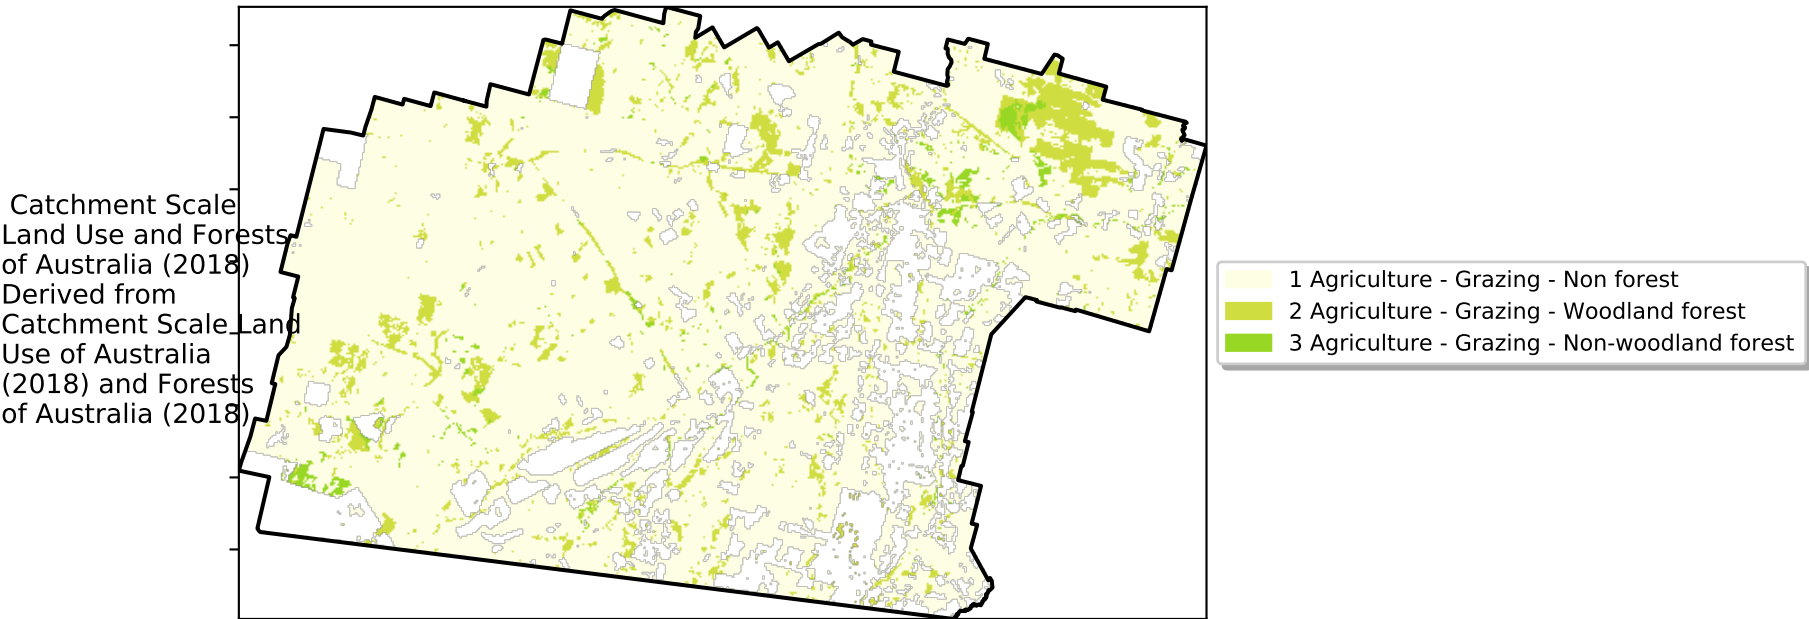 Catchment Scale
Land Use and Forests
of Australia (2018)
Derived from
Catchment Scale Land
Use of Australia
(2018) and Forests
of Australia (2018)
1 Agriculture - Grazing - Non forest
2 Agriculture - Grazing - Woodland forest
3 Agriculture - Grazing - Non-woodland forest